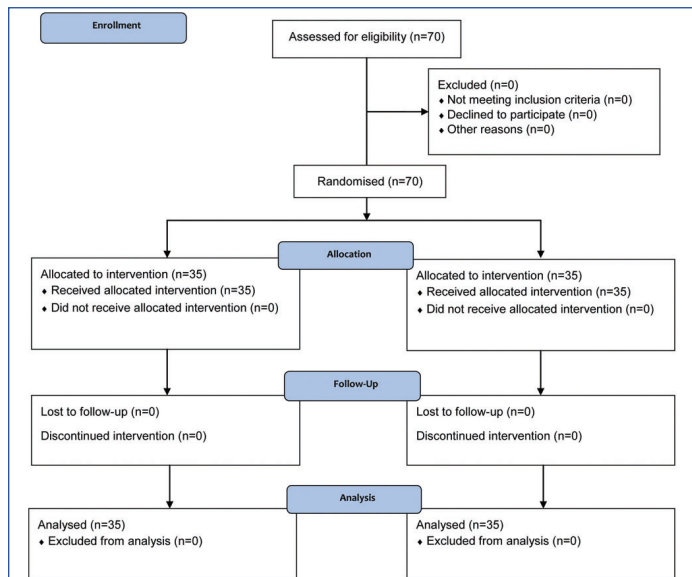 Enrollment
Assessed for eligibility (n=70)
Excluded (n=0)
♦ Not meeting inclusion criteria (n=0)
♦ Declined to participate (n=0)
♦ Other reasons (n=0)
Randomised (n=70)
Allocation
Allocated to intervention (n=35)
♦ Received allocated intervention (n=35)
♦ Did not receive allocated intervention (n=0)
Allocated to intervention (n=35)
♦ Received allocated intervention (n=35)
♦ Did not receive allocated intervention (n=0)
Follow-Up
Lost to follow-up (n=0)
Discontinued intervention (n=0)
Lost to follow-up (n=0)
Discontinued intervention (n=0)
Analysis
Analysed (n=35)
♦ Excluded from analysis (n=0)
Analysed (n=35)
♦ Excluded from analysis (n=0)